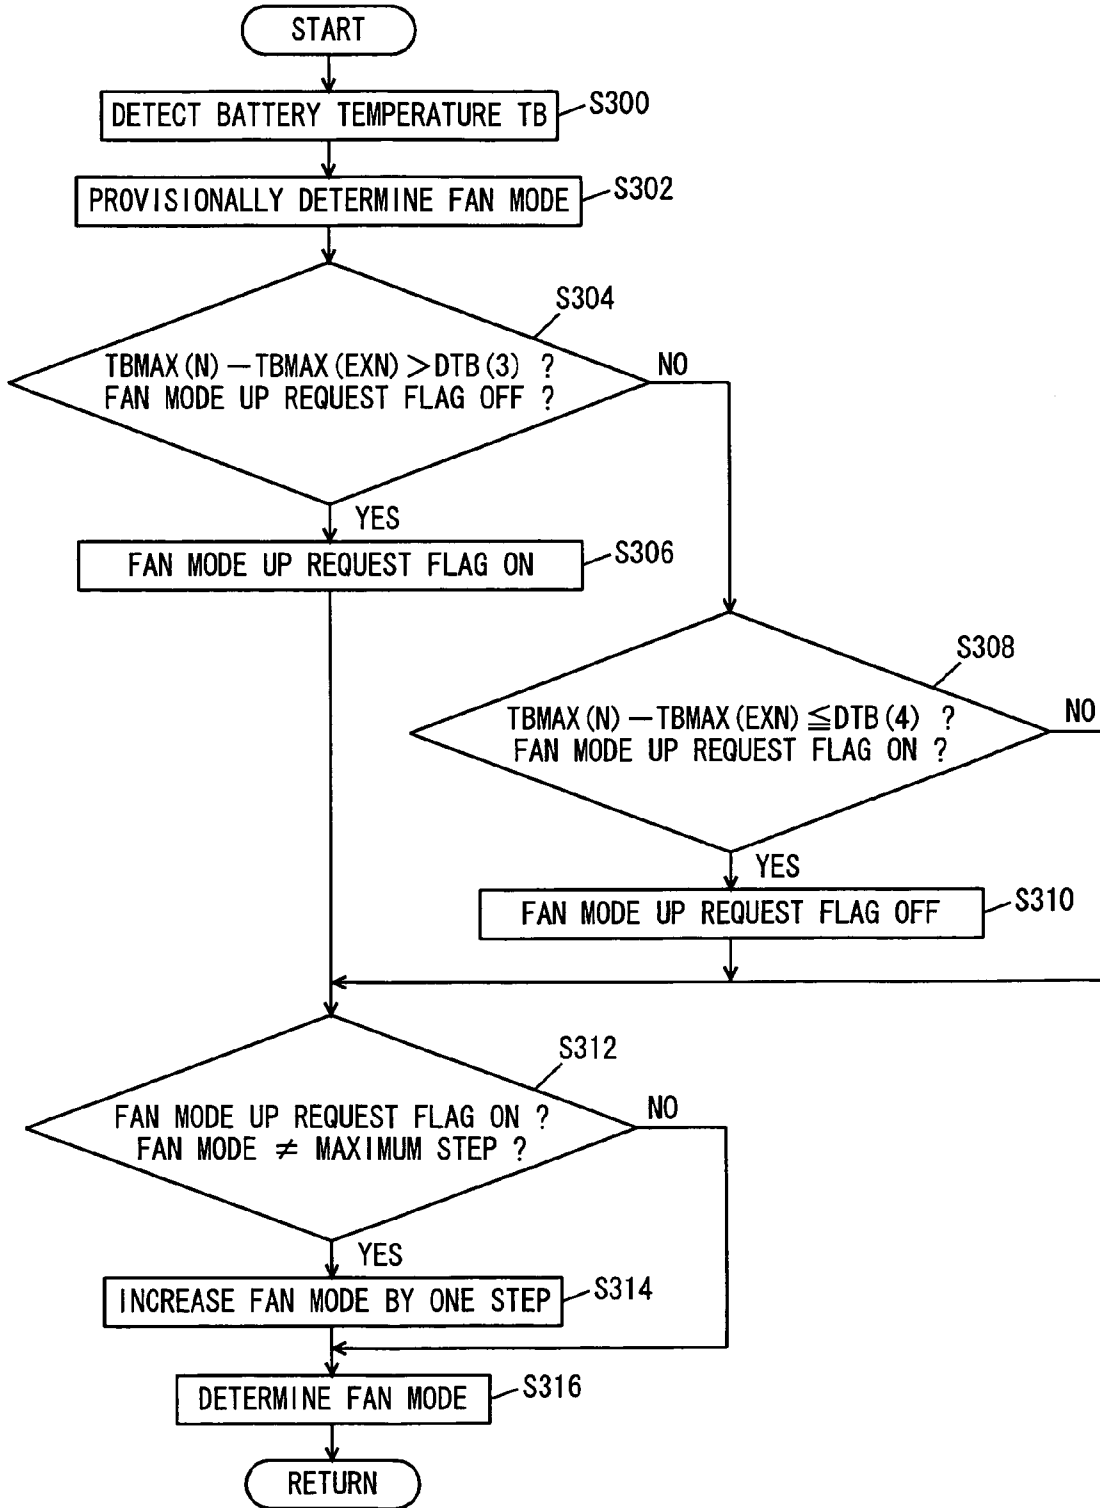 START
DETECT BATTERY TEMPERATURE TB
S300
PROVISIONALLY DETERMINE FAN MODE
S302
S304
TBMAX(N)－TBMAX(EXN)＞DTB(3) ?
FAN MODE UP REQUEST FLAG OFF ?
NO
YES
FAN MODE UP REQUEST FLAG ON
S306
S308
TBMAX(N)－TBMAX(EXN)≦DTB(4) ?
FAN MODE UP REQUEST FLAG ON ?
NO
YES
FAN MODE UP REQUEST FLAG OFF
S310
S312
FAN MODE UP REQUEST FLAG ON ?
FAN MODE ≠ MAXIMUM STEP ?
NO
YES
INCREASE FAN MODE BY ONE STEP
S314
DETERMINE FAN MODE
S316
RETURN